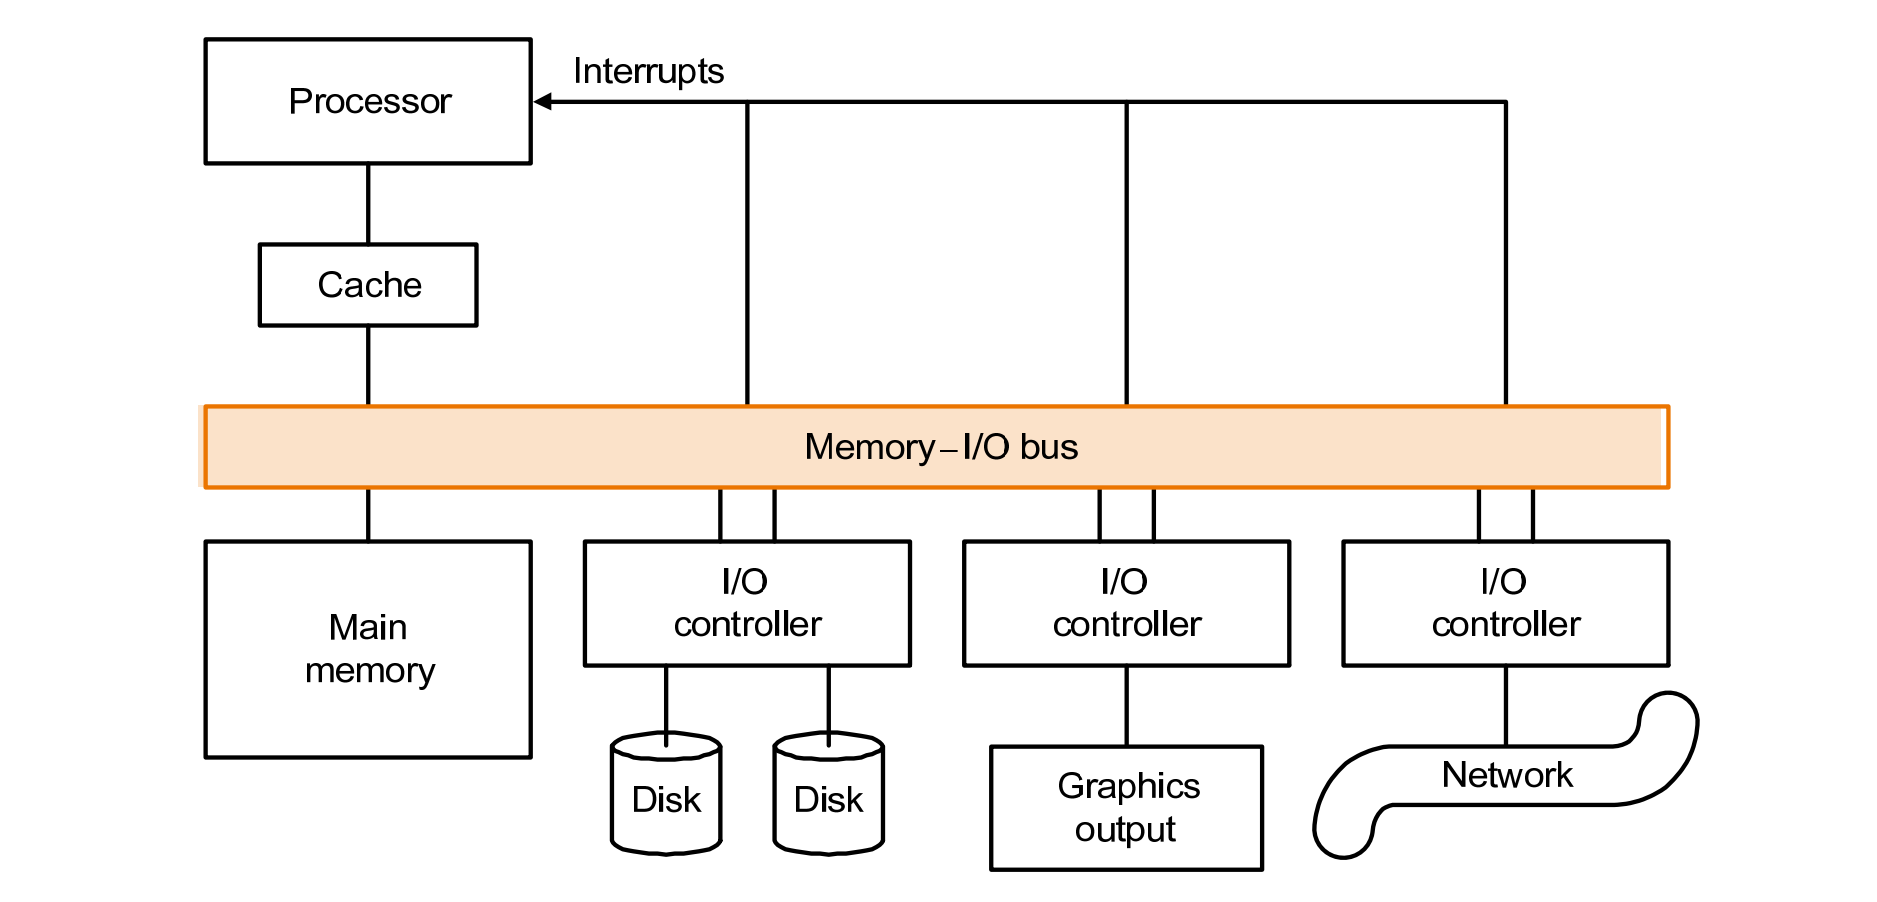 Processor
Interrupts
Cache
Memory–I/O bus
Main
memory
I/O
controller
I/O
controller
I/O
controller
Disk
Disk
Graphics
output
Network